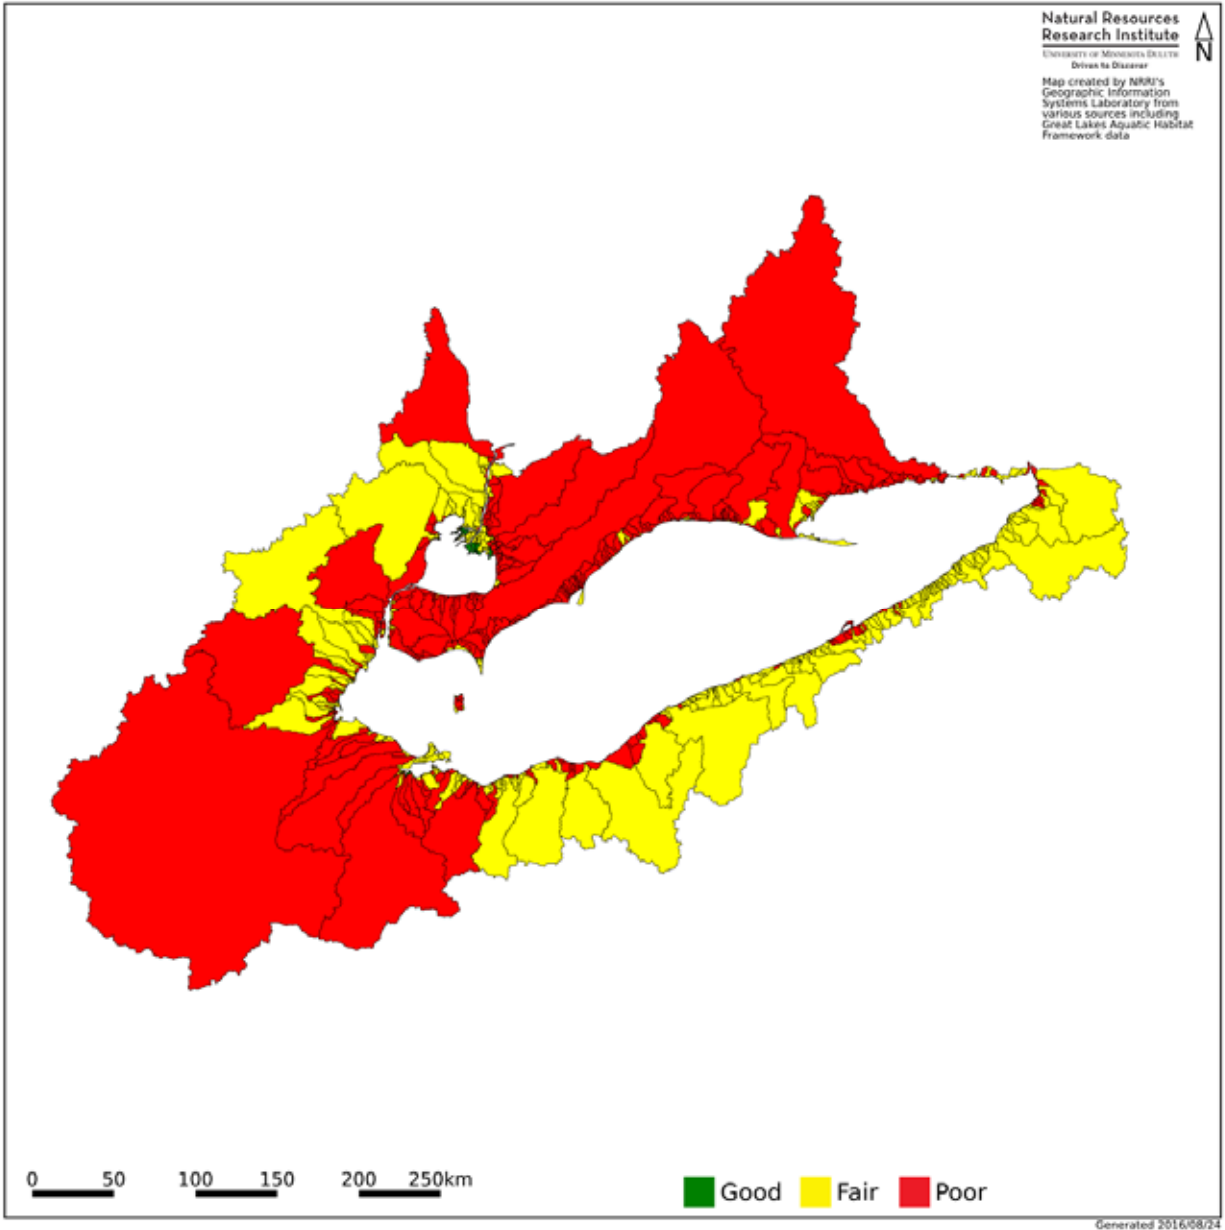 Natural Resources
Research Institute
UNIVERSITY OF MINNESOTA DULUTH
Driven to Discover
N
Map created by NRRI's
Geographic Information
Systems Laboratory from
various sources including
Great Lakes Aquatic Habitat
Framework data
0 50 100 150 200 250km
Good Fair Poor
Generated 2016/08/24